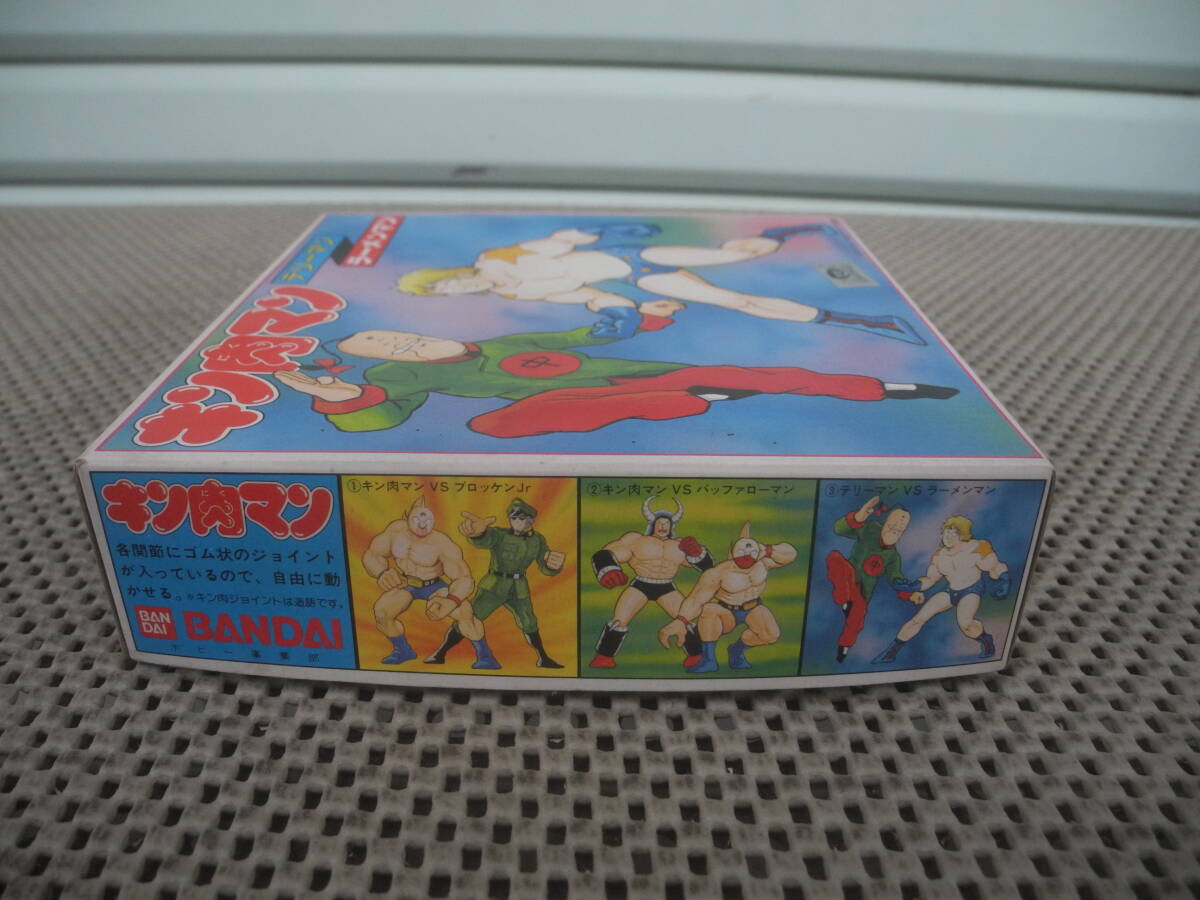 テリーマン
ラーメンマン
キン肉マン
中
キン肉マン
各関節にゴム状のジョイント
が入っているので、自由に動
かせる。※キン肉ジョイントは造語です。
BAN
DAI
BANDAI
ホビー事業部
①キン肉マン VS ブロッケンJr
②キン肉マン VS バッファローマン
③テリーマン VS ラーメンマン
中